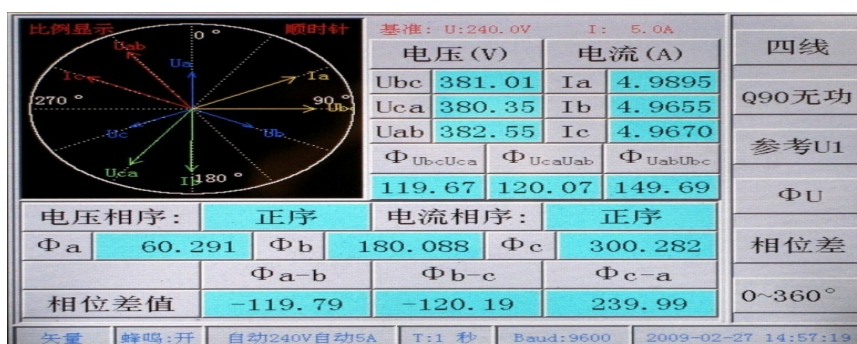 比例显示 0° 顺时针 基准: U:240.0V I: 5.0A
电压(V) 电流(A) 四线
Uab Ua Ic Ia
Ubc 381.01 Ia 4.9895
270° 90° Ubc
Uca 380.35 Ib 4.9655 Q90无功
Uc Ub
Uab 382.55 Ic 4.9670
参考U1
Uca Ib 180°
ΦUbcUca ΦUcaUab ΦUabUbc
119.67 120.07 149.69
ΦU
电压相序: 正序 电流相序: 正序
Φa 60.291 Φb 180.088 Φc 300.282 相位差
Φa-b Φb-c Φc-a
相位差值 -119.79 -120.19 239.99 0~360°
矢量 蜂鸣:开 自动240V自动5A T:1 秒 Baud:9600 2009-02-27 14:57:19